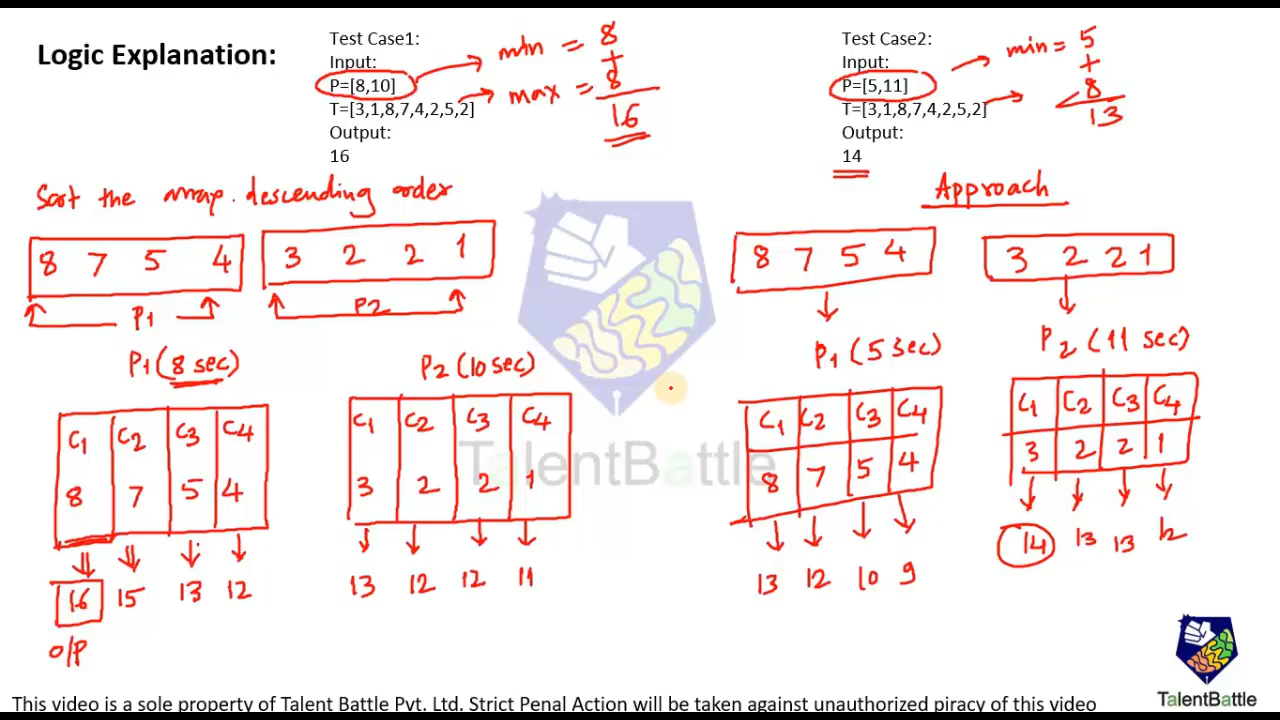 Logic Explanation:
Test Case1:
Input:
P=[8,10]
T=[3,1,8,7,4,2,5,2]
Output:
16
min = 8
+
max = 8
16
Test Case2:
Input:
P=[5,11]
T=[3,1,8,7,4,2,5,2]
Output:
14
min = 5
+
8
13
Sort the array. descending order
Approach
8 7 5 4
3 2 2 1
P1
P2
8 7 5 4
3 2 2 1
P1 (8 sec)
P2 (10 sec)
P1 (5 sec)
P2 (11 sec)
C1 C2 C3 C4
8 7 5 4
16 15 13 12
O/P
C1 C2 C3 C4
3 2 2 1
13 12 12 11
C1 C2 C3 C4
8 7 5 4
13 12 10 9
C1 C2 C3 C4
3 2 2 1
14 13 13 12
TalentBattle
TalentBattle
This video is a sole property of Talent Battle Pvt. Ltd. Strict Penal Action will be taken against unauthorized piracy of this video